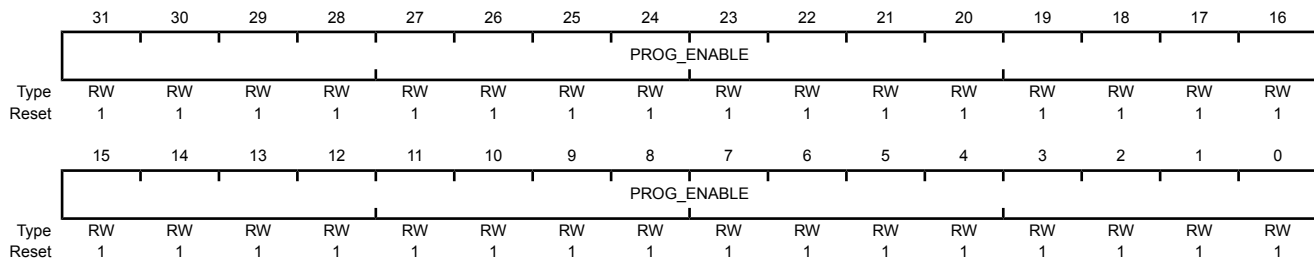 31 30 29 28 27 26 25 24 23 22 21 20 19 18 17 16
PROG_ENABLE
Type RW RW RW RW RW RW RW RW RW RW RW RW RW RW RW RW
Reset 1 1 1 1 1 1 1 1 1 1 1 1 1 1 1 1
15 14 13 12 11 10 9 8 7 6 5 4 3 2 1 0
PROG_ENABLE
Type RW RW RW RW RW RW RW RW RW RW RW RW RW RW RW RW
Reset 1 1 1 1 1 1 1 1 1 1 1 1 1 1 1 1